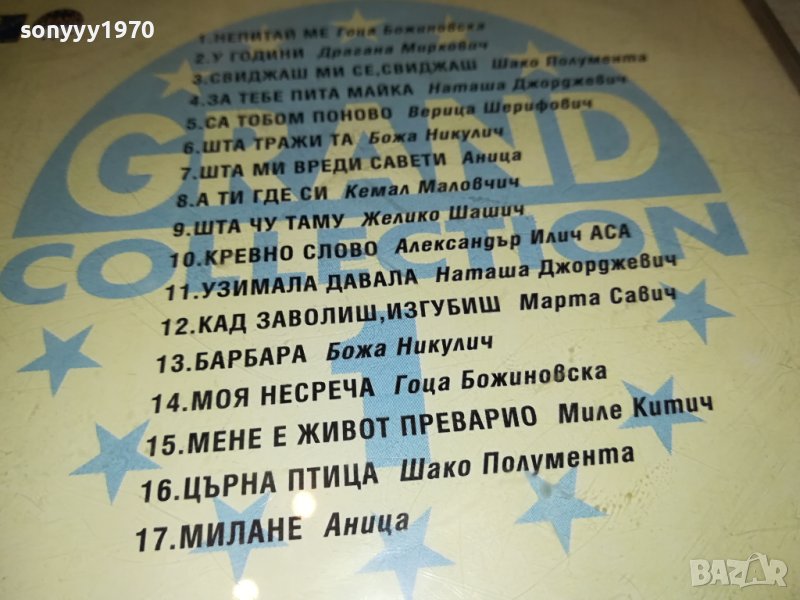 sonyyy1970
GRAND
COLLECTION
1
1.НЕПИТАЙ МЕ Гоца Божиновска
2.У ГОДИНИ Драгана Миркович
3.СВИДЖАШ МИ СЕ,СВИДЖАШ Шако Полумента
4.ЗА ТЕБЕ ПИТА МАЙКА Наташа Джорджевич
5.СА ТОБОМ ПОНОВО Верица Шерифович
6.ШТА ТРАЖИ ТА Божа Никулич
7.ШТА МИ ВРЕДИ САВЕТИ Аница
8.А ТИ ГДЕ СИ Кемал Маловчич
9.ШТА ЧУ ТАМУ Желико Шашич
10.КРЕВНО СЛОВО Александър Илич АСА
11.УЗИМАЛА ДАВАЛА Наташа Джорджевич
12.КАД ЗАВОЛИШ,ИЗГУБИШ Марта Савич
13.БАРБАРА Божа Никулич
14.МОЯ НЕСРЕЧА Гоца Божиновска
15.МЕНЕ Е ЖИВОТ ПРЕВАРИО Миле Китич
16.ЦЪРНА ПТИЦА Шако Полумента
17.МИЛАНЕ Аница
BAZAR